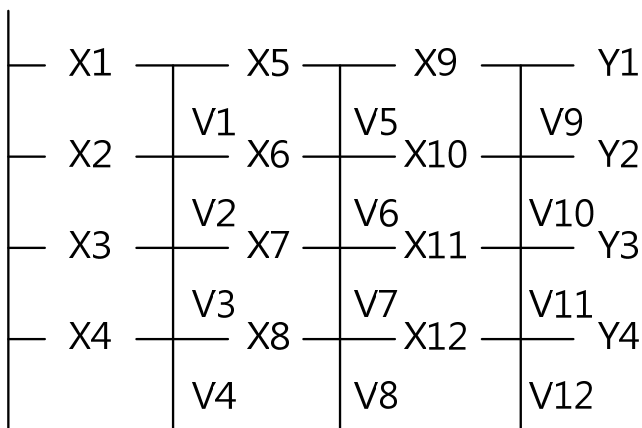 X1 X5 X9 Y1
V1 V5 V9
X2 X6 X10 Y2
V2 V6 V10
X3 X7 X11 Y3
V3 V7 V11
X4 X8 X12 Y4
V4 V8 V12